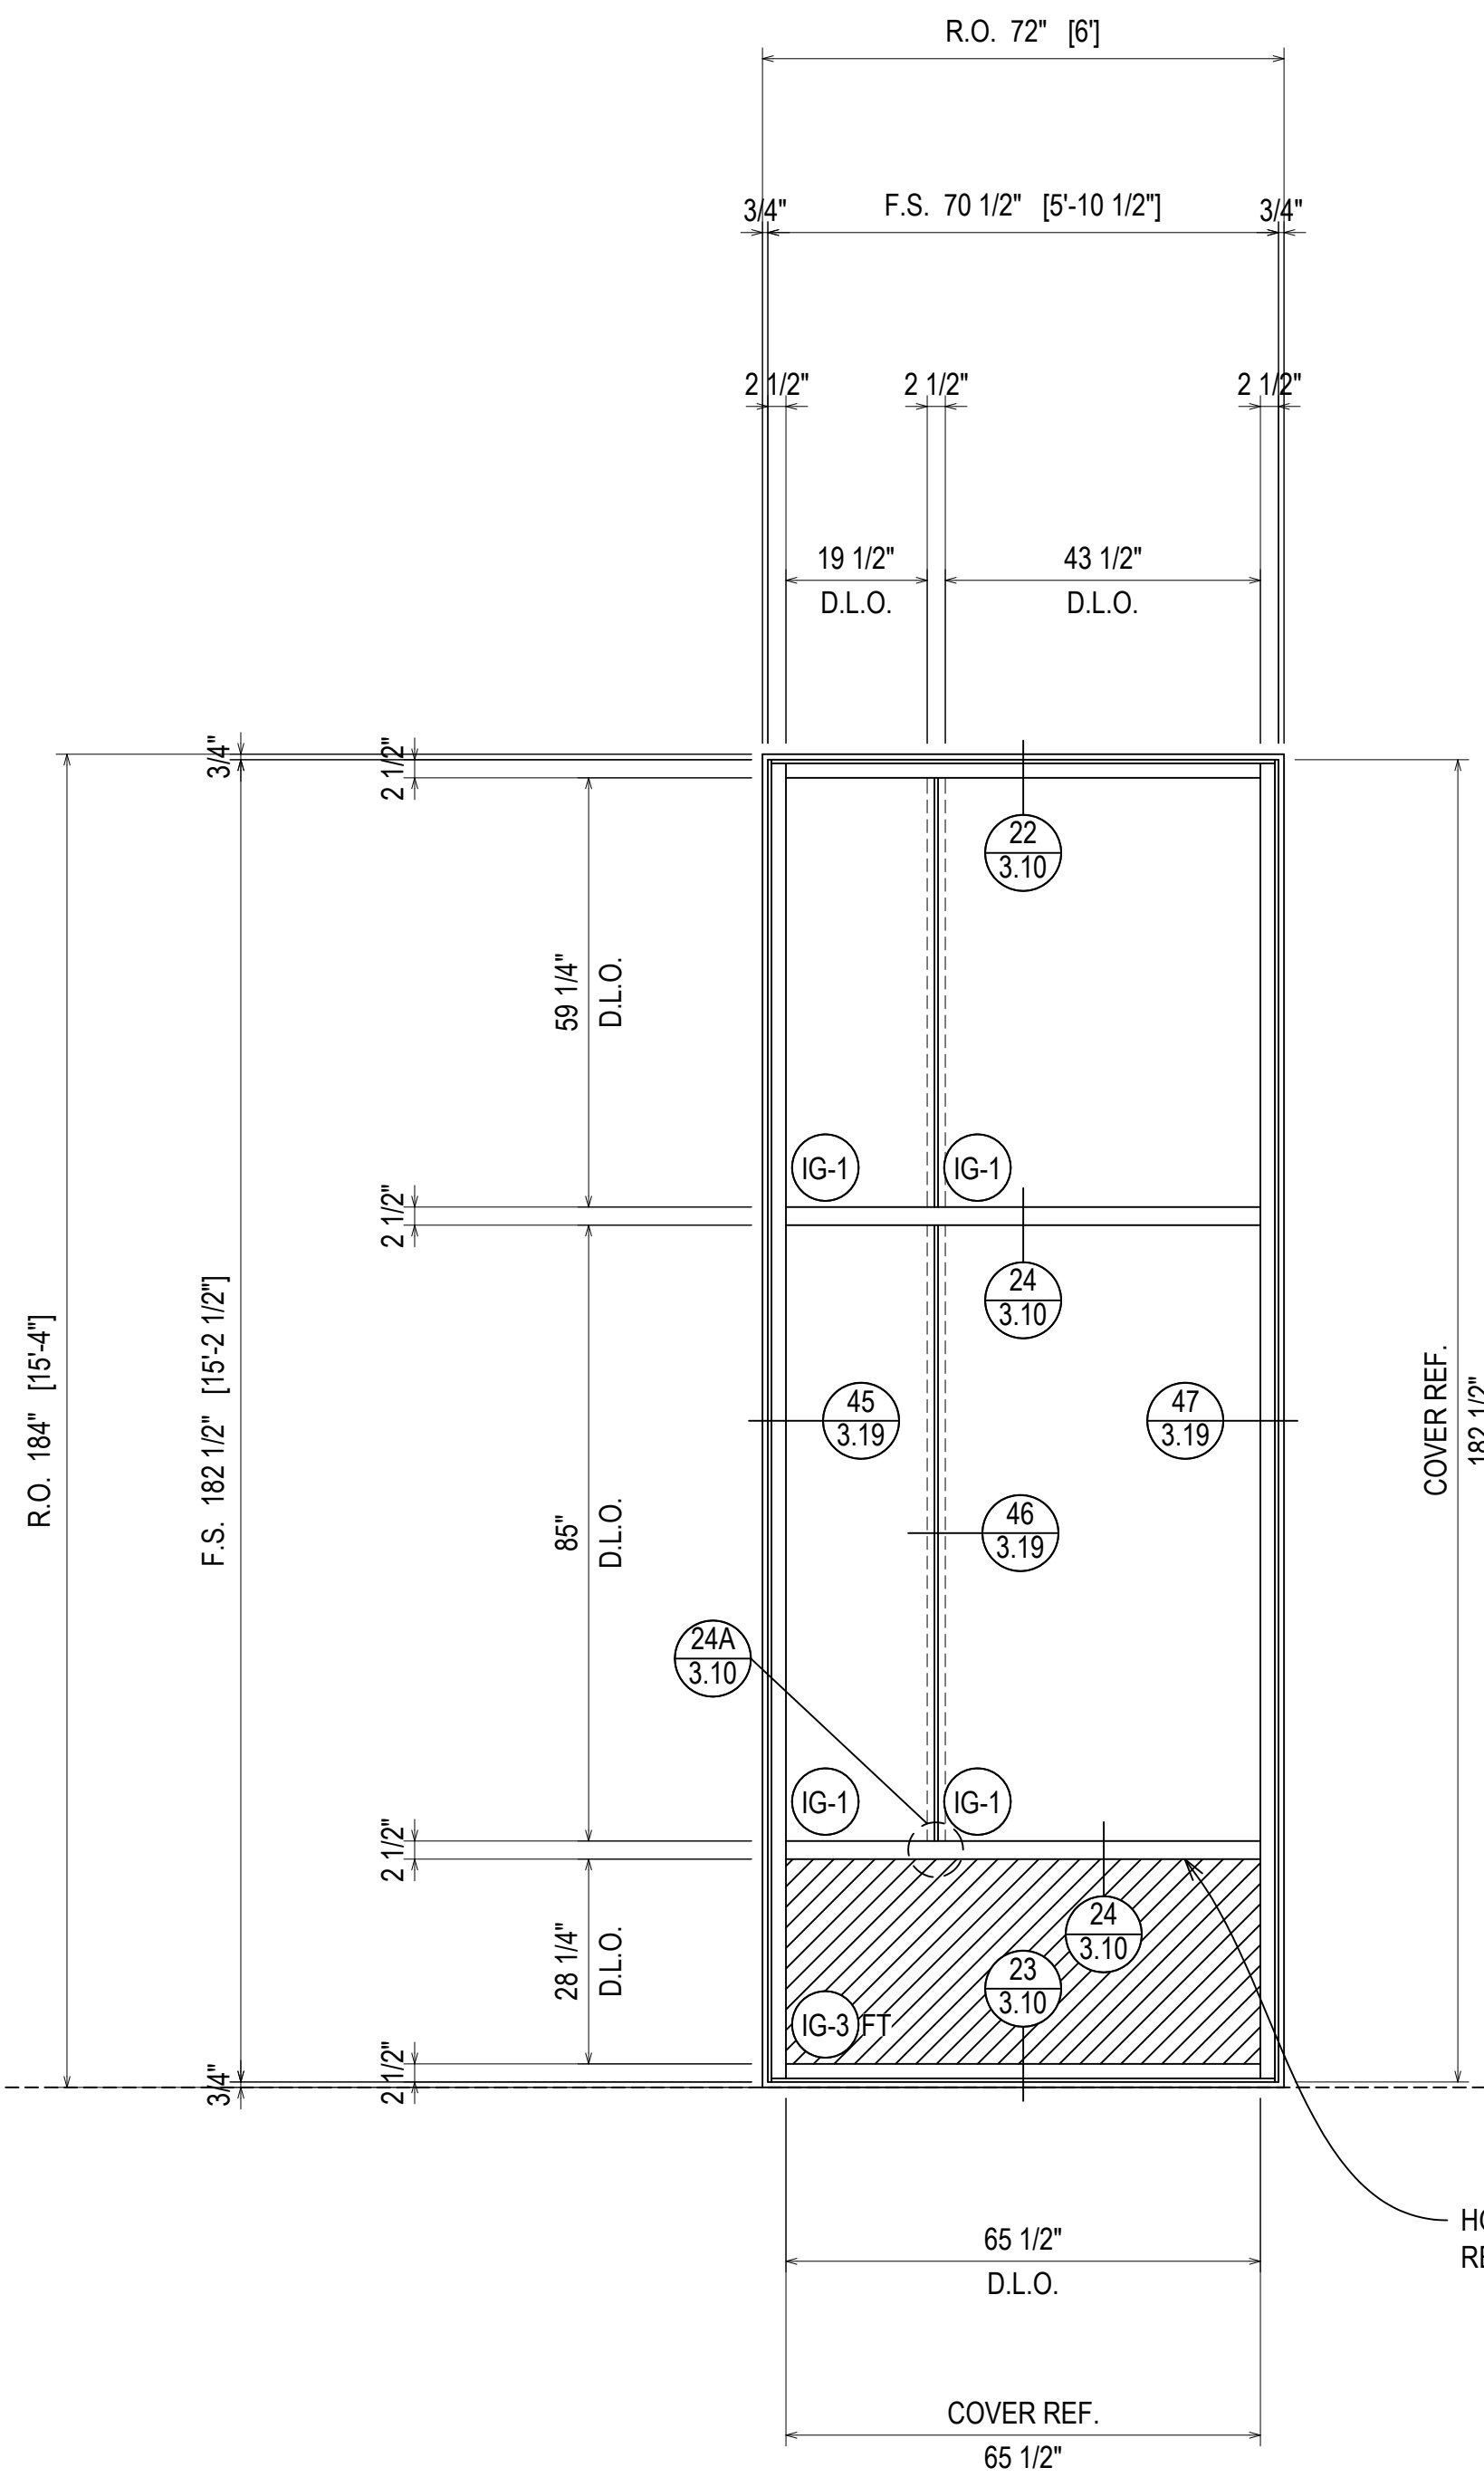 R.O. 72" [6']
3/4"
F.S. 70 1/2" [5'-10 1/2"]
3/4"
2 1/2"
2 1/2"
2 1/2"
19 1/2"
D.L.O.
43 1/2"
D.L.O.
3/4"
2 1/2"
22
3.10
59 1/4"
D.L.O.
IG-1
IG-1
2 1/2"
24
3.10
R.O. 184" [15'-4"]
F.S. 182 1/2" [15'-2 1/2"]
45
3.19
47
3.19
COVER REF.
182 1/2"
85"
D.L.O.
46
3.19
24A
3.10
IG-1
IG-1
2 1/2"
24
3.10
28 1/4"
D.L.O.
23
3.10
IG-3 FT
3/4"
2 1/2"
65 1/2"
D.L.O.
COVER REF.
65 1/2"